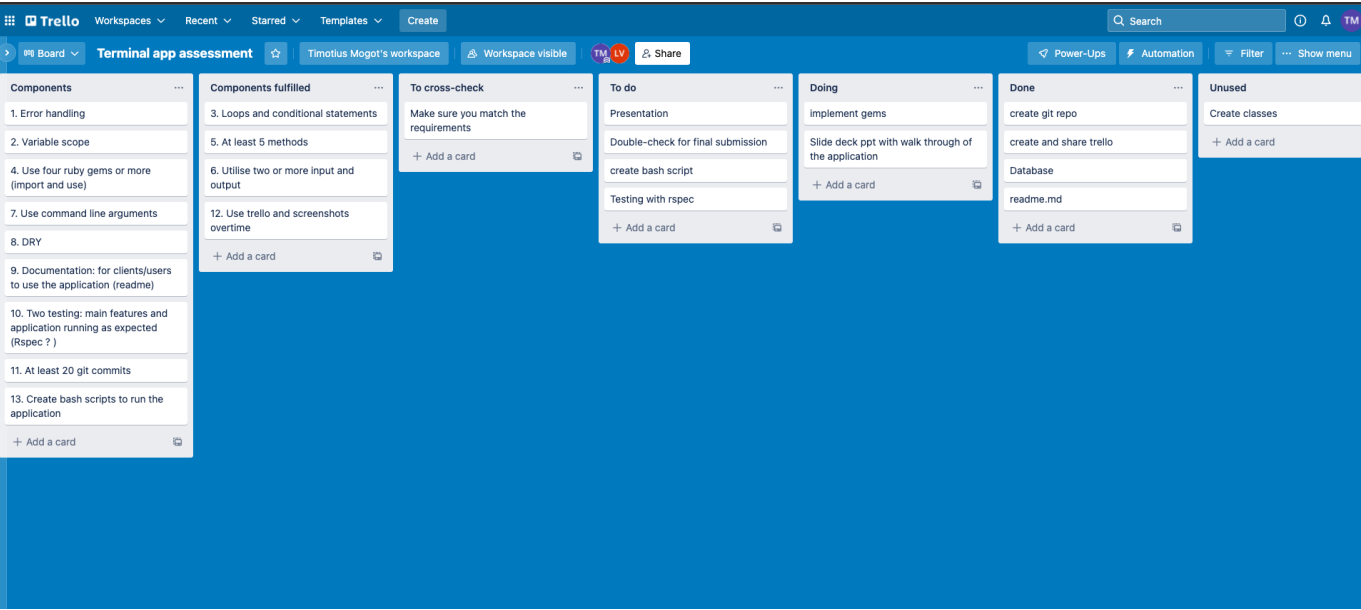 Trello
Workspaces
Recent
Starred
Templates
Create
Search
TM
Board
Terminal app assessment
Timotius Mogot's workspace
Workspace visible
TM
LV
Share
Power-Ups
Automation
Filter
Show menu
Components
1. Error handling
2. Variable scope
4. Use four ruby gems or more
(import and use)
7. Use command line arguments
8. DRY
9. Documentation: for clients/users
to use the application (readme)
10. Two testing: main features and
application running as expected
(Rspec ? )
11. At least 20 git commits
13. Create bash scripts to run the
application
+ Add a card
Components fulfilled
3. Loops and conditional statements
5. At least 5 methods
6. Utilise two or more input and
output
12. Use trello and screenshots
overtime
+ Add a card
To cross-check
Make sure you match the
requirements
+ Add a card
To do
Presentation
Double-check for final submission
create bash script
Testing with rspec
+ Add a card
Doing
implement gems
Slide deck ppt with walk through of
the application
+ Add a card
Done
create git repo
create and share trello
Database
readme.md
+ Add a card
Unused
Create classes
+ Add a card